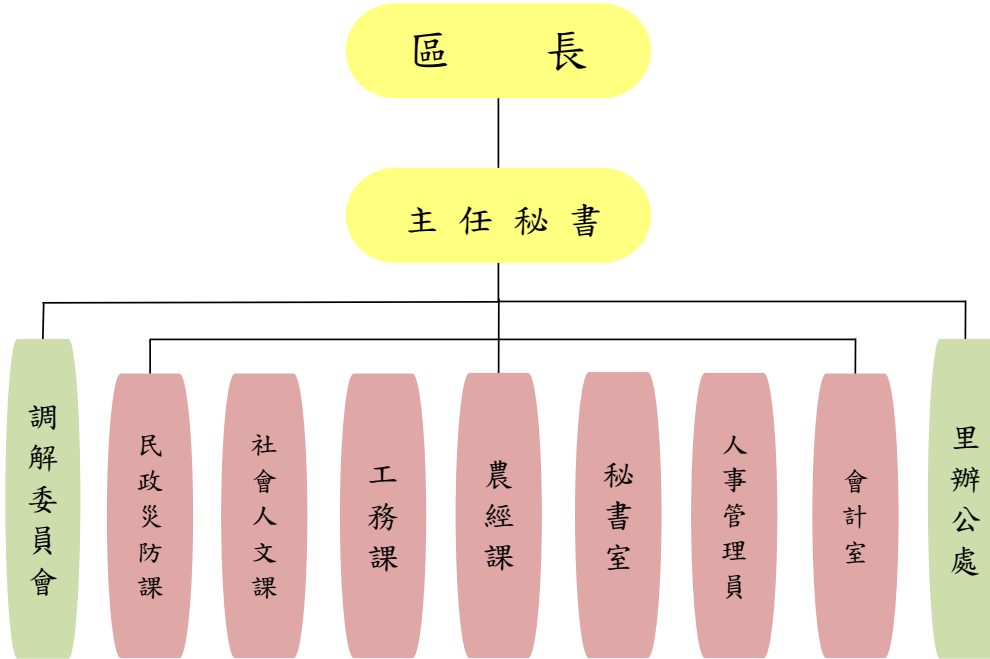 區長
主任秘書
調解委員會
民政災防課
社會人文課
工務課
農經課
秘書室
人事管理員
會計室
里辦公處